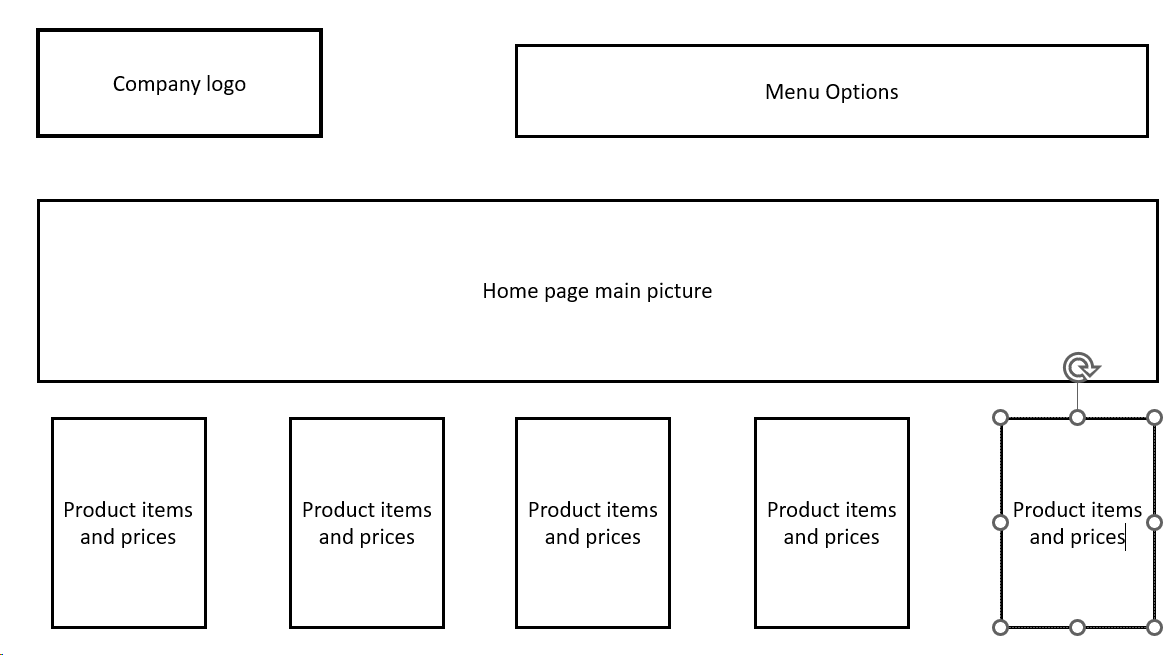 Company logo
Menu Options
Home page main picture
Product items
and prices
Product items
and prices
Product items
and prices
Product items
and prices
Product items
and prices